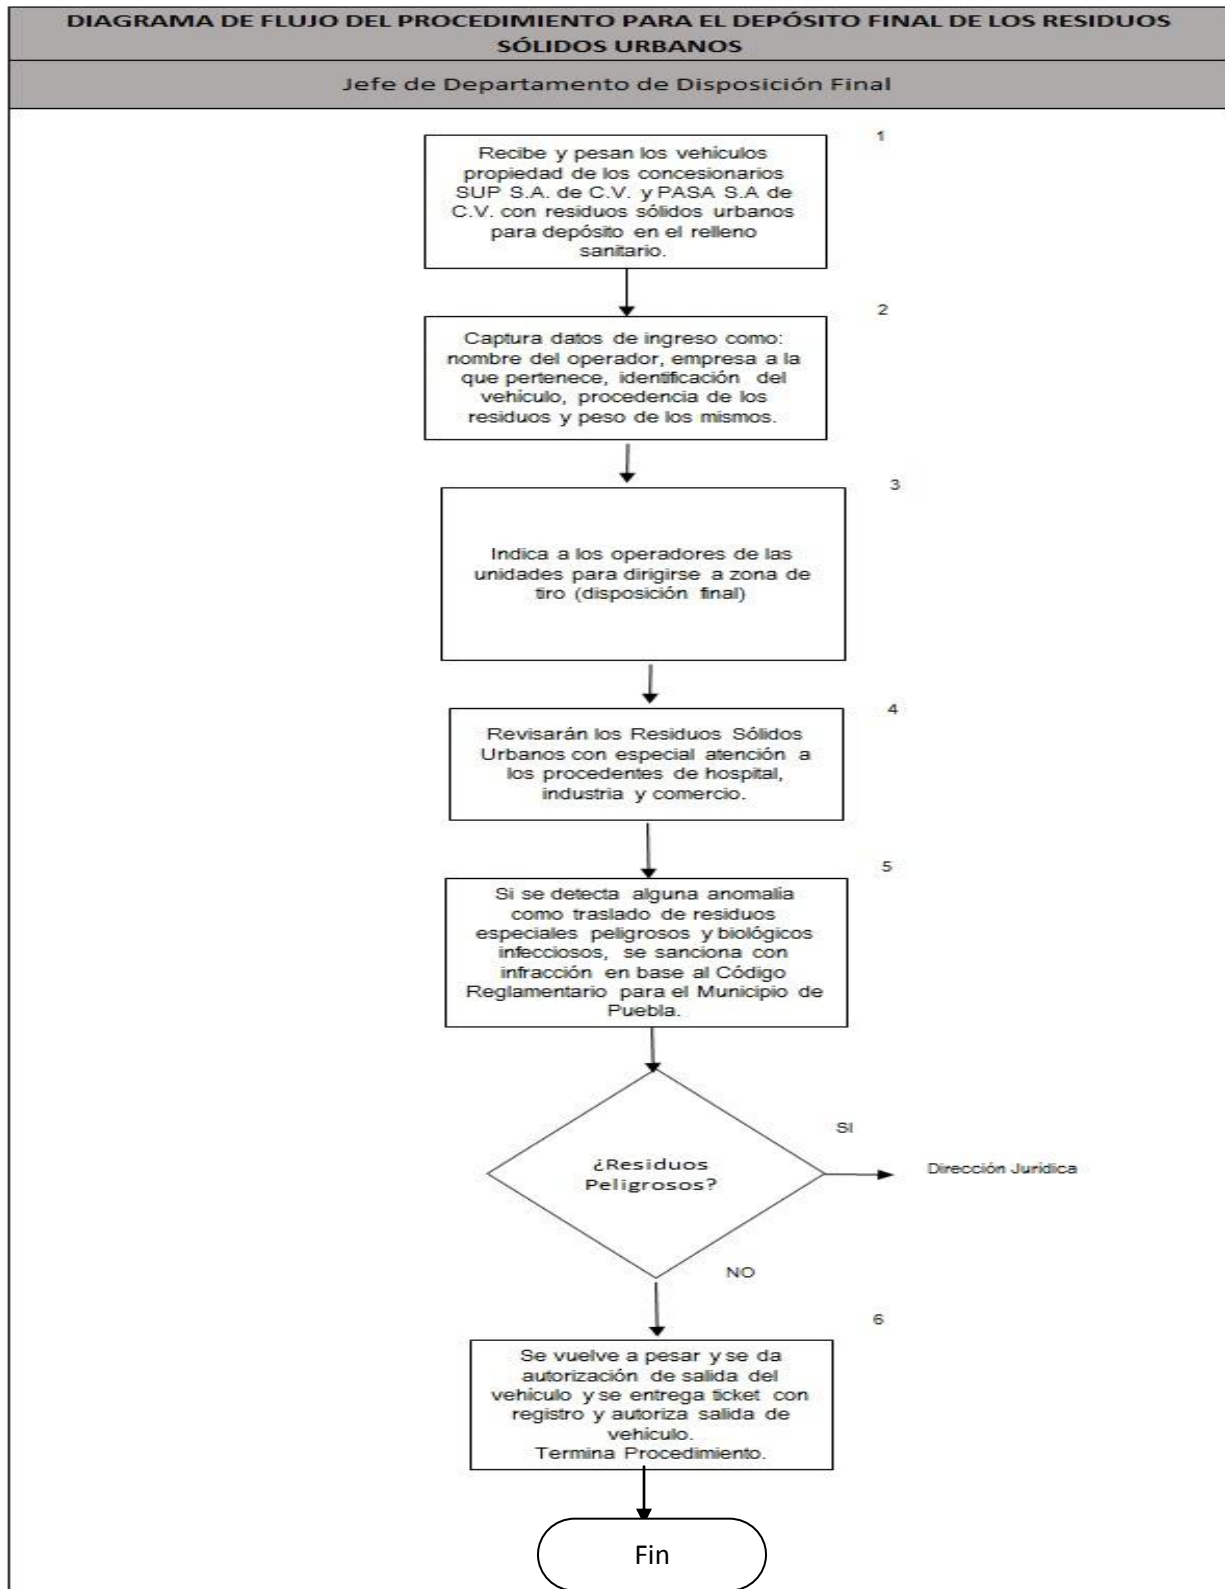 DIAGRAMA DE FLUJO DEL PROCEDIMIENTO PARA EL DEPÓSITO FINAL DE LOS RESIDUOS
SÓLIDOS URBANOS
Jefe de Departamento de Disposición Final
1
Recibe y pesan los vehículos
propiedad de los concesionarios
SUP S.A. de C.V. y PASA S.A de
C.V. con residuos sólidos urbanos
para depósito en el relleno
sanitario.
2
Captura datos de ingreso como:
nombre del operador, empresa a la
que pertenece, identificación del
vehículo, procedencia de los
residuos y peso de los mismos.
3
Indica a los operadores de las
unidades para dirigirse a zona de
tiro (disposición final)
4
Revisarán los Residuos Sólidos
Urbanos con especial atención a
los procedentes de hospital,
industria y comercio.
5
Si se detecta alguna anomalía
como traslado de residuos
especiales peligrosos y biológicos
infecciosos, se sanciona con
infracción en base al Código
Reglamentario para el Municipio de
Puebla.
SI
¿Residuos
Peligrosos?
Dirección Jurídica
NO
6
Se vuelve a pesar y se da
autorización de salida del
vehículo y se entrega ticket con
registro y autoriza salida de
vehículo.
Termina Procedimiento.
Fin